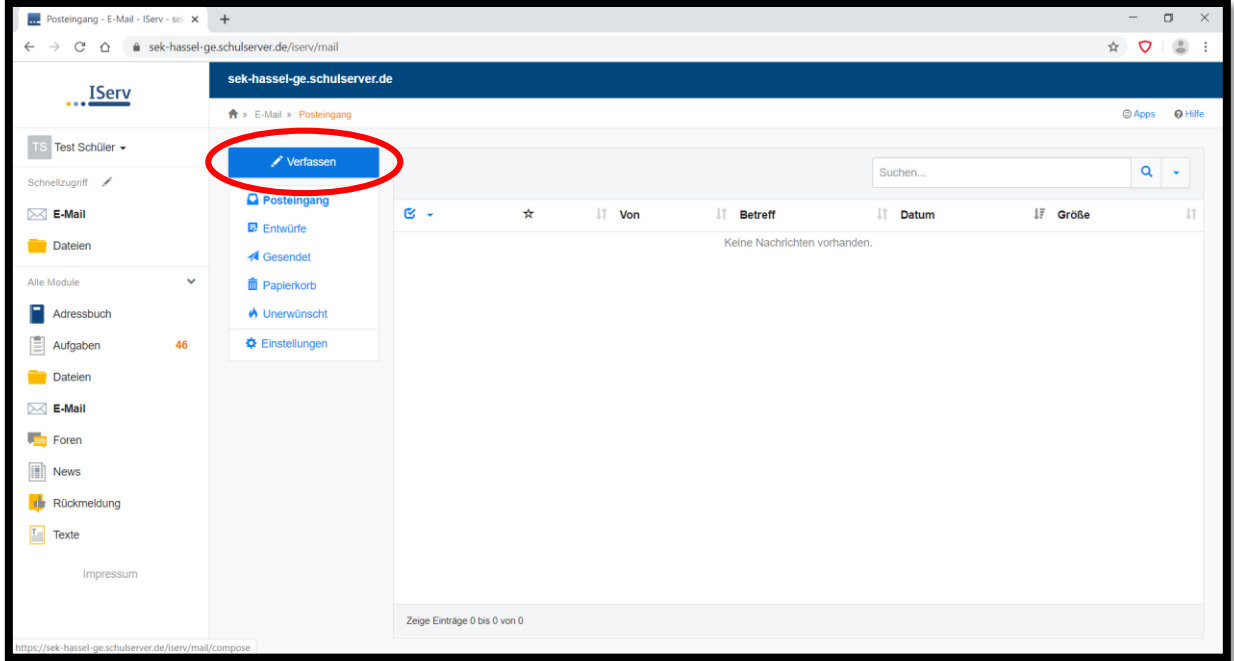 Posteingang - E-Mail - IServ - sek
sek-hassel-ge.schulserver.de/iserv/mail
IServ
sek-hassel-ge.schulserver.de
» E-Mail » Posteingang
Apps
Hilfe
TS Test Schüler
Schnellzugriff
E-Mail
Dateien
Alle Module
Adressbuch
Aufgaben 46
Dateien
E-Mail
Foren
News
Rückmeldung
Texte
Impressum
Verfassen
Posteingang
Entwürfe
Gesendet
Papierkorb
Unerwünscht
Einstellungen
Suchen...
Von Betreff Datum Größe
Keine Nachrichten vorhanden.
Zeige Einträge 0 bis 0 von 0
https://sek-hassel-ge.schulserver.de/iserv/mail/compose